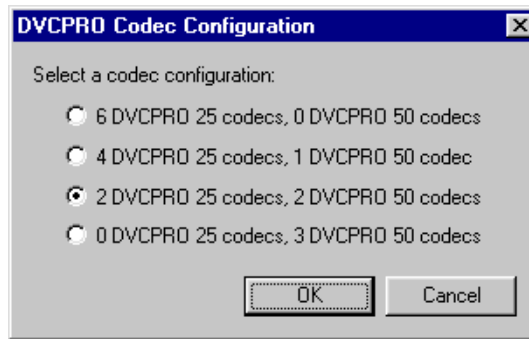 DVCPRO Codec Configuration
Select a codec configuration:
6 DVCPRO 25 codecs, 0 DVCPRO 50 codecs
4 DVCPRO 25 codecs, 1 DVCPRO 50 codec
2 DVCPRO 25 codecs, 2 DVCPRO 50 codecs
0 DVCPRO 25 codecs, 3 DVCPRO 50 codecs
OK Cancel